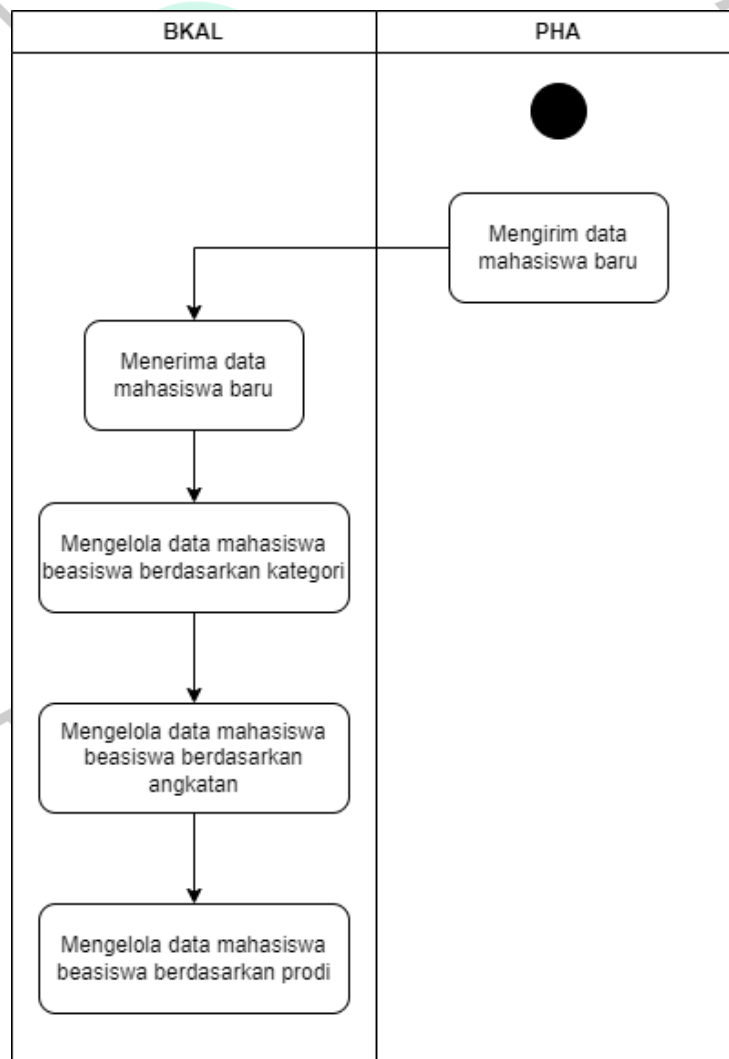 BKAL
PHA
Mengirim data
mahasiswa baru
Menerima data
mahasiswa baru
Mengelola data mahasiswa
beasiswa berdasarkan kategori
Mengelola data mahasiswa
beasiswa berdasarkan
angkatan
Mengelola data mahasiswa
beasiswa berdasarkan prodi